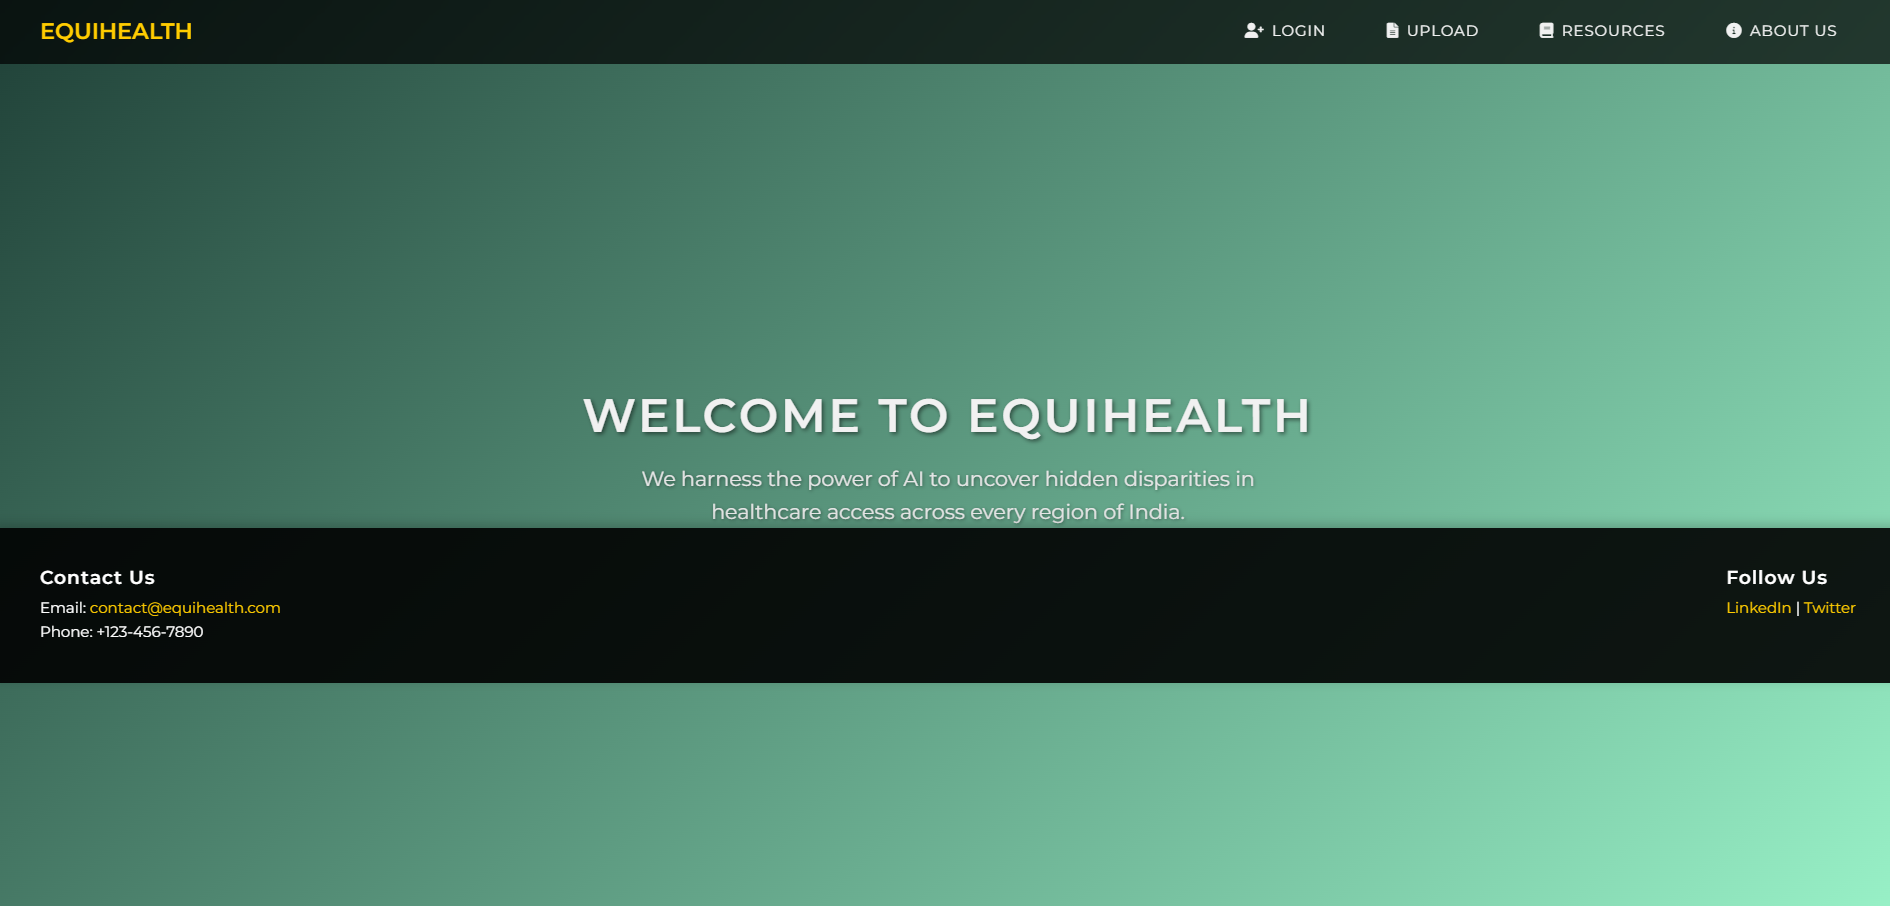 EQUIHEALTH
LOGIN
UPLOAD
RESOURCES
ABOUT US
WELCOME TO EQUIHEALTH
We harness the power of AI to uncover hidden disparities in
healthcare access across every region of India.
Contact Us
Email: contact@equihealth.com
Phone: +123-456-7890
Follow Us
LinkedIn | Twitter